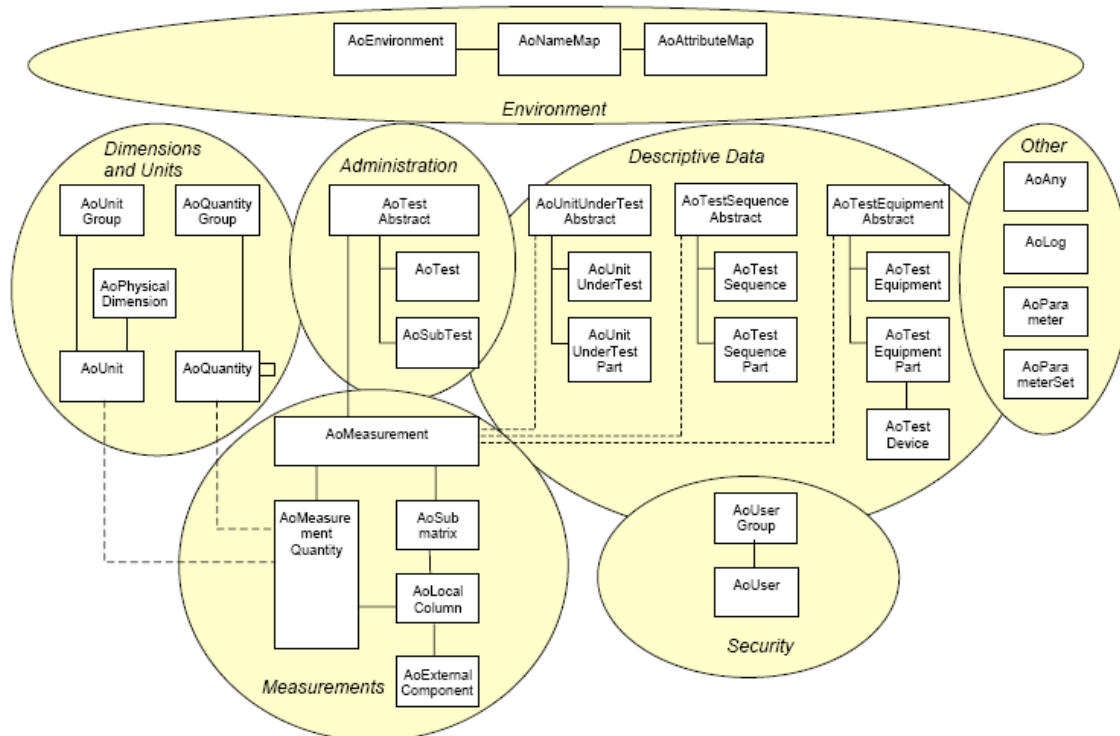 AoEnvironment
AoNameMap
AoAttributeMap
Environment
Dimensions
and Units
AoUnit
Group
AoQuantity
Group
AoPhysical
Dimension
AoUnit
AoQuantity
Administration
AoTest
Abstract
AoTest
AoSubTest
Descriptive Data
AoUnitUnderTest
Abstract
AoUnit
UnderTest
AoUnit
UnderTest
Part
AoTestSequence
Abstract
AoTest
Sequence
AoTest
Sequence
Part
AoTestEquipment
Abstract
AoTest
Equipment
AoTest
Equipment
Part
AoTest
Device
Other
AoAny
AoLog
AoPara
meter
AoPara
meterSet
AoMeasurement
AoMeasure
ment
Quantity
AoSub
matrix
AoLocal
Column
AoExternal
Component
Measurements
AoUser
Group
AoUser
Security